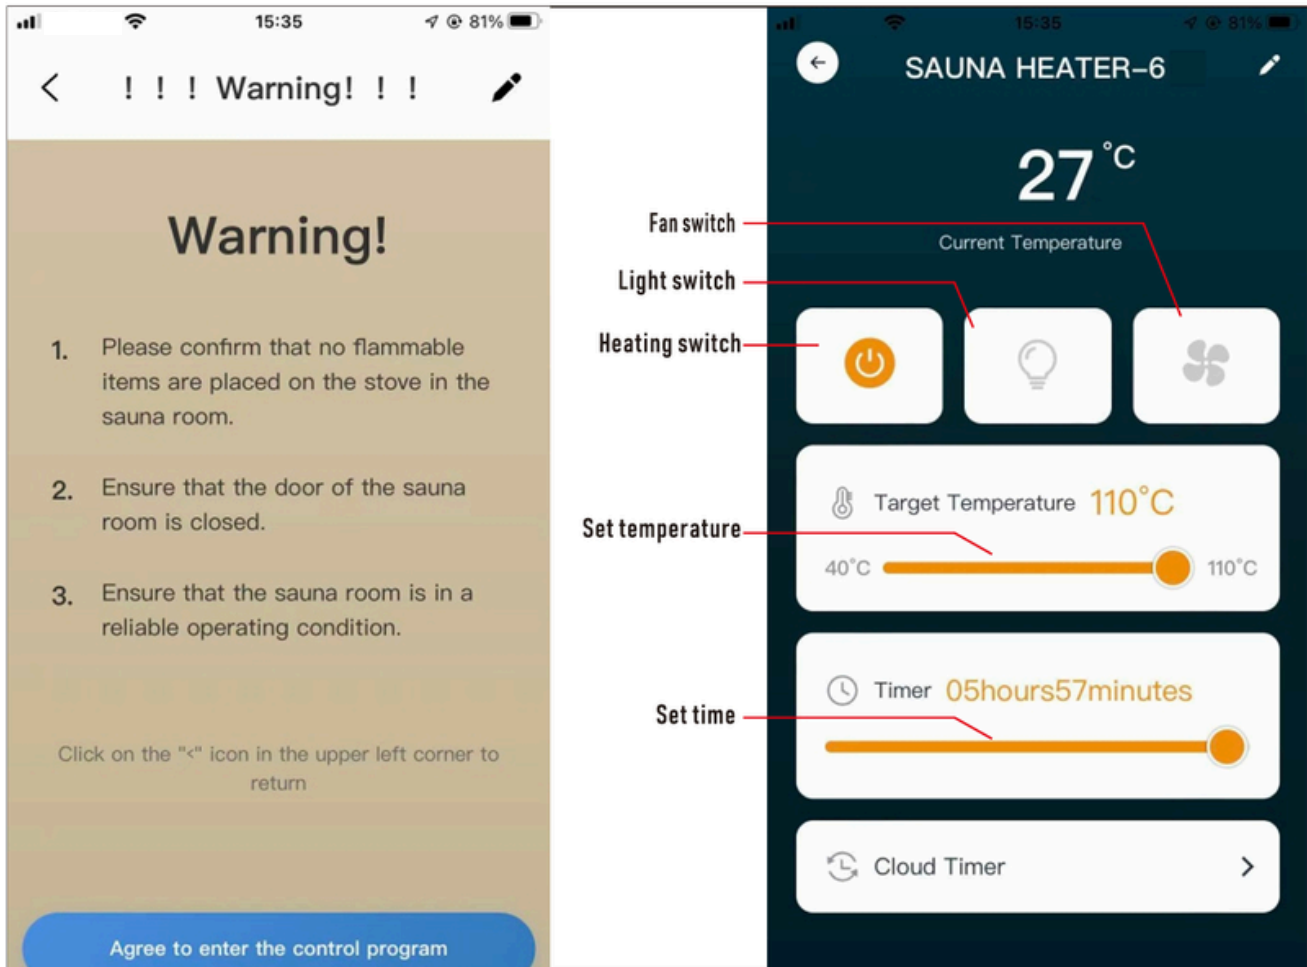 15:35
81%
! ! ! Warning! ! !
Warning!
1. Please confirm that no flammable
items are placed on the stove in the
sauna room.
2. Ensure that the door of the sauna
room is closed.
3. Ensure that the sauna room is in a
reliable operating condition.
Click on the "<" icon in the upper left corner to
return
Agree to enter the control program
Fan switch
Light switch
Heating switch
Set temperature
Set time
15:35
81%
SAUNA HEATER-6
27°C
Current Temperature
Target Temperature 110°C
40°C 110°C
Timer 05hours57minutes
Cloud Timer